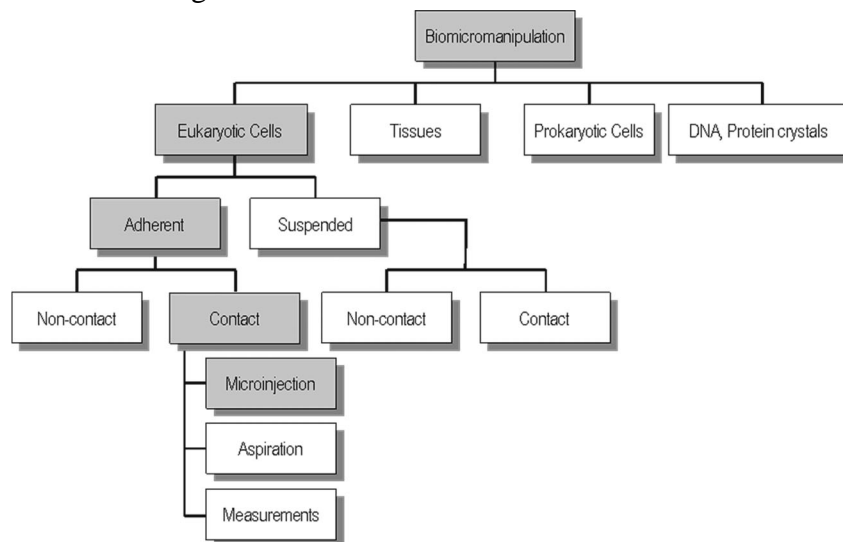 Biomicromanipulation
Eukaryotic Cells
Tissues
Prokaryotic Cells
DNA, Protein crystals
Adherent
Suspended
Non-contact
Contact
Non-contact
Contact
Microinjection
Aspiration
Measurements